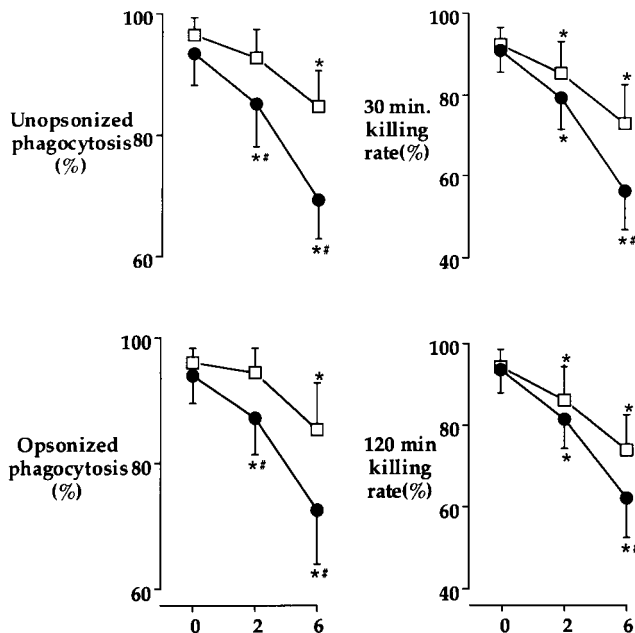 100
80
60
Unopsonized
phagocytosis
(%)
*
*#
*#
100
80
60
40
30 min.
killing
rate(%)
*
*
*
*#
100
80
60
Opsonized
phagocytosis
(%)
*
*#
*#
0 2 6
100
80
60
40
120 min
killing
rate(%)
*
*
*
*#
0 2 6